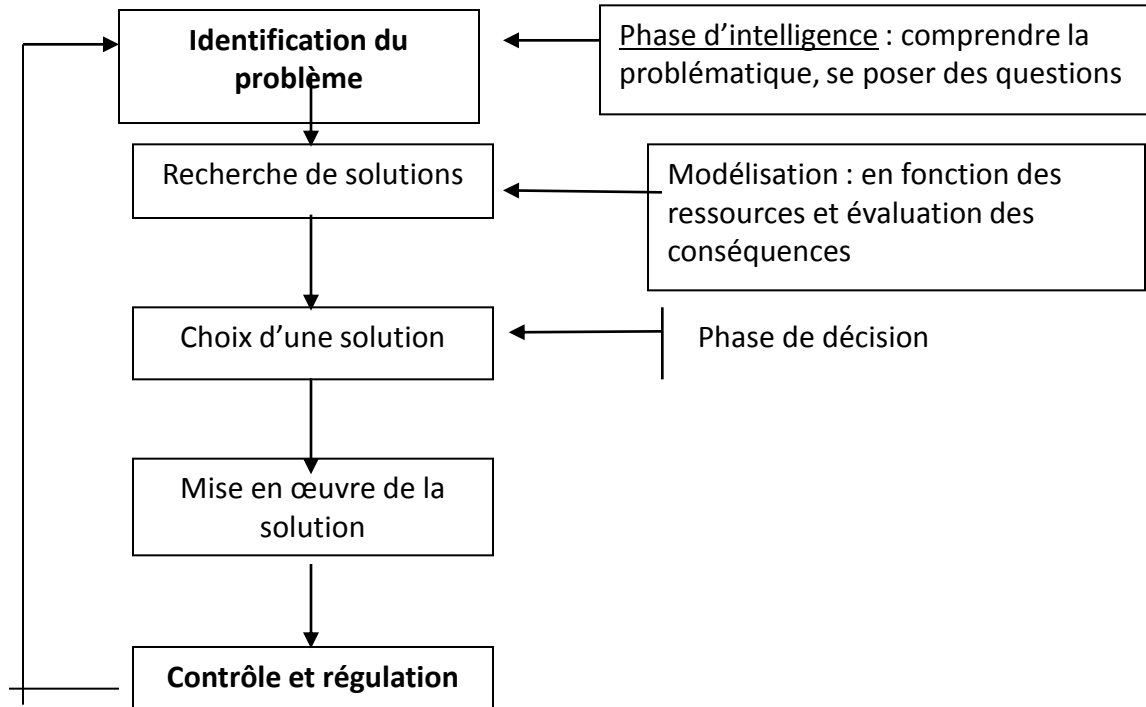 Identification du
problème
Phase d’intelligence : comprendre la
problématique, se poser des questions
Recherche de solutions
Modélisation : en fonction des
ressources et évaluation des
conséquences
Choix d’une solution
Phase de décision
Mise en œuvre de la
solution
Contrôle et régulation